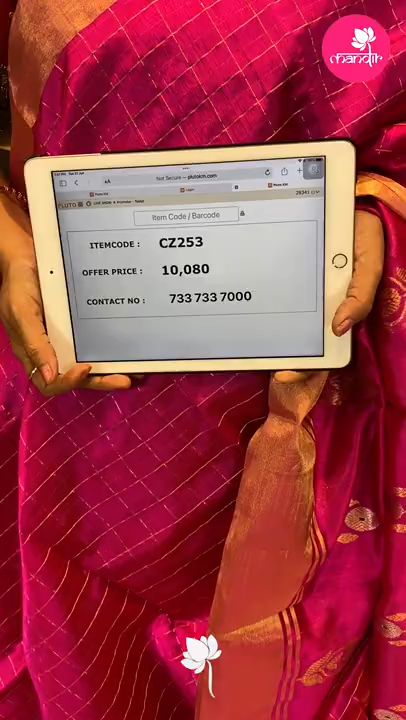 mandir
Not Secure — plutokm.com
PLUTO
Item Code / Barcode
ITEMCODE : CZ253
OFFER PRICE : 10,080
CONTACT NO : 733 733 7000